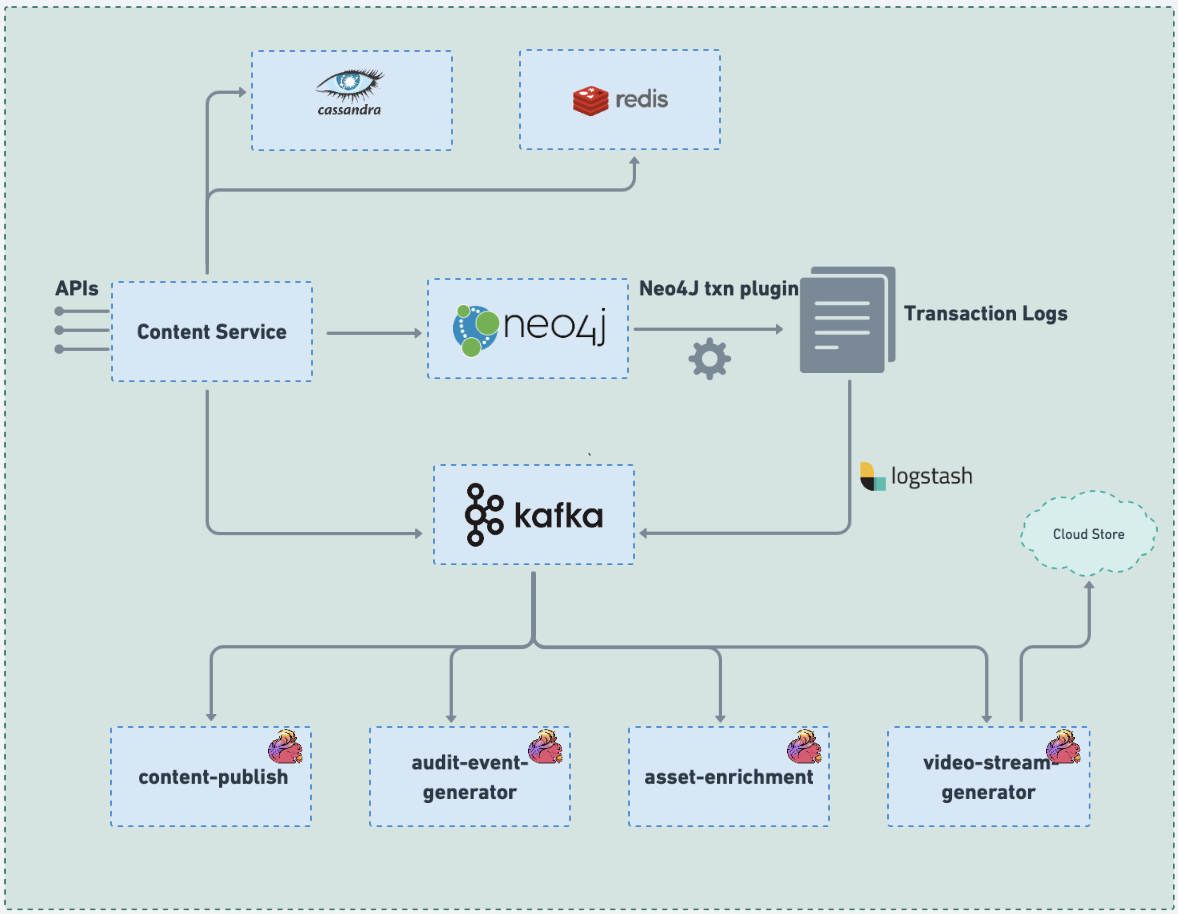 cassandra
redis
APIs
Content Service
neo4j
Neo4J txn plugin
Transaction Logs
kafka
logstash
Cloud Store
content-publish
audit-event-
generator
asset-enrichment
video-stream-
generator